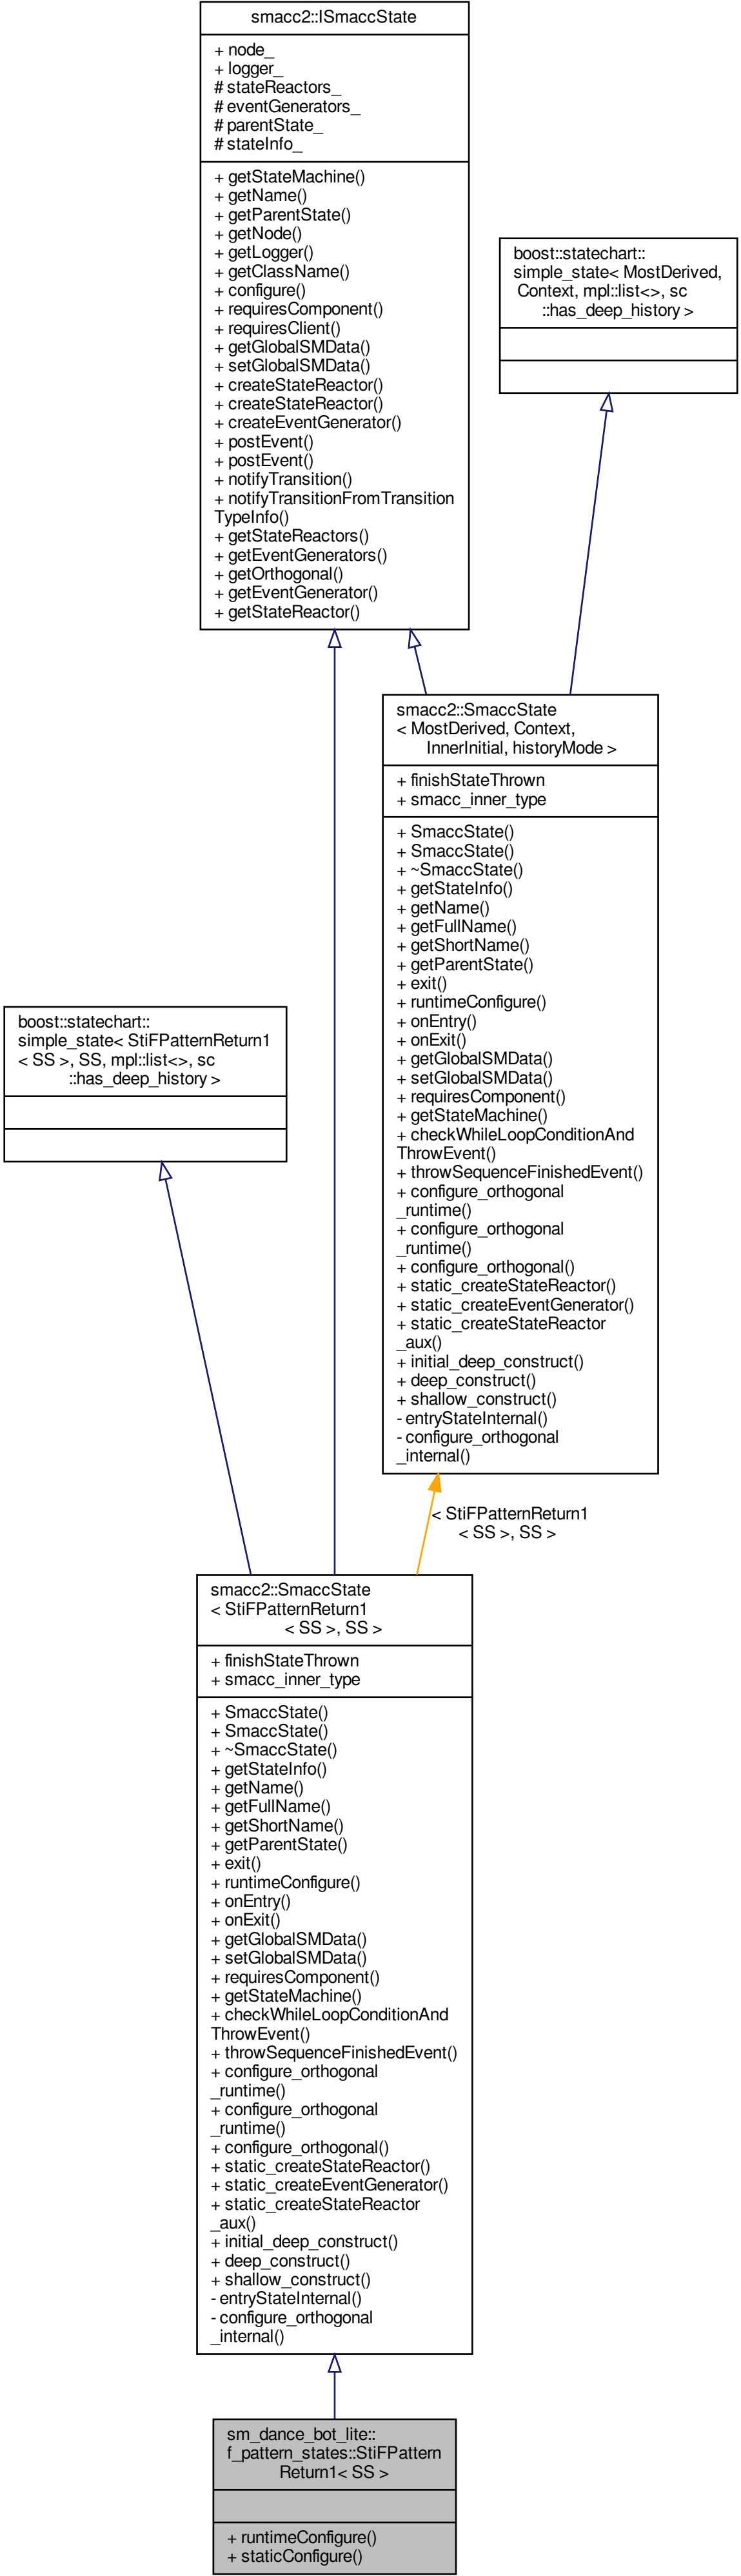 smacc2::ISmaccState
+ node_
+ logger_
# stateReactors_
# eventGenerators_
# parentState_
# stateInfo_
+ getStateMachine()
+ getName()
+ getParentState()
+ getNode()
+ getLogger()
+ getClassName()
+ configure()
+ requiresComponent()
+ requiresClient()
+ getGlobalSMData()
+ setGlobalSMData()
+ createStateReactor()
+ createStateReactor()
+ createEventGenerator()
+ postEvent()
+ postEvent()
+ notifyTransition()
+ notifyTransitionFromTransition
TypeInfo()
+ getStateReactors()
+ getEventGenerators()
+ getOrthogonal()
+ getEventGenerator()
+ getStateReactor()
boost::statechart::
simple_state< MostDerived,
Context, mpl::list<>, sc
::has_deep_history >
smacc2::SmaccState
< MostDerived, Context,
InnerInitial, historyMode >
+ finishStateThrown
+ smacc_inner_type
+ SmaccState()
+ SmaccState()
+ ~SmaccState()
+ getStateInfo()
+ getName()
+ getFullName()
+ getShortName()
+ getParentState()
+ exit()
+ runtimeConfigure()
+ onEntry()
+ onExit()
+ getGlobalSMData()
+ setGlobalSMData()
+ requiresComponent()
+ getStateMachine()
+ checkWhileLoopConditionAnd
ThrowEvent()
+ throwSequenceFinishedEvent()
+ configure_orthogonal
_runtime()
+ configure_orthogonal
_runtime()
+ configure_orthogonal()
+ static_createStateReactor()
+ static_createEventGenerator()
+ static_createStateReactor
_aux()
+ initial_deep_construct()
+ deep_construct()
+ shallow_construct()
- entryStateInternal()
- configure_orthogonal
_internal()
boost::statechart::
simple_state< StiFPatternReturn1
< SS >, SS, mpl::list<>, sc
::has_deep_history >
< StiFPatternReturn1
< SS >, SS >
smacc2::SmaccState
< StiFPatternReturn1
< SS >, SS >
+ finishStateThrown
+ smacc_inner_type
+ SmaccState()
+ SmaccState()
+ ~SmaccState()
+ getStateInfo()
+ getName()
+ getFullName()
+ getShortName()
+ getParentState()
+ exit()
+ runtimeConfigure()
+ onEntry()
+ onExit()
+ getGlobalSMData()
+ setGlobalSMData()
+ requiresComponent()
+ getStateMachine()
+ checkWhileLoopConditionAnd
ThrowEvent()
+ throwSequenceFinishedEvent()
+ configure_orthogonal
_runtime()
+ configure_orthogonal
_runtime()
+ configure_orthogonal()
+ static_createStateReactor()
+ static_createEventGenerator()
+ static_createStateReactor
_aux()
+ initial_deep_construct()
+ deep_construct()
+ shallow_construct()
- entryStateInternal()
- configure_orthogonal
_internal()
sm_dance_bot_lite::
f_pattern_states::StiFPattern
Return1< SS >
+ runtimeConfigure()
+ staticConfigure()